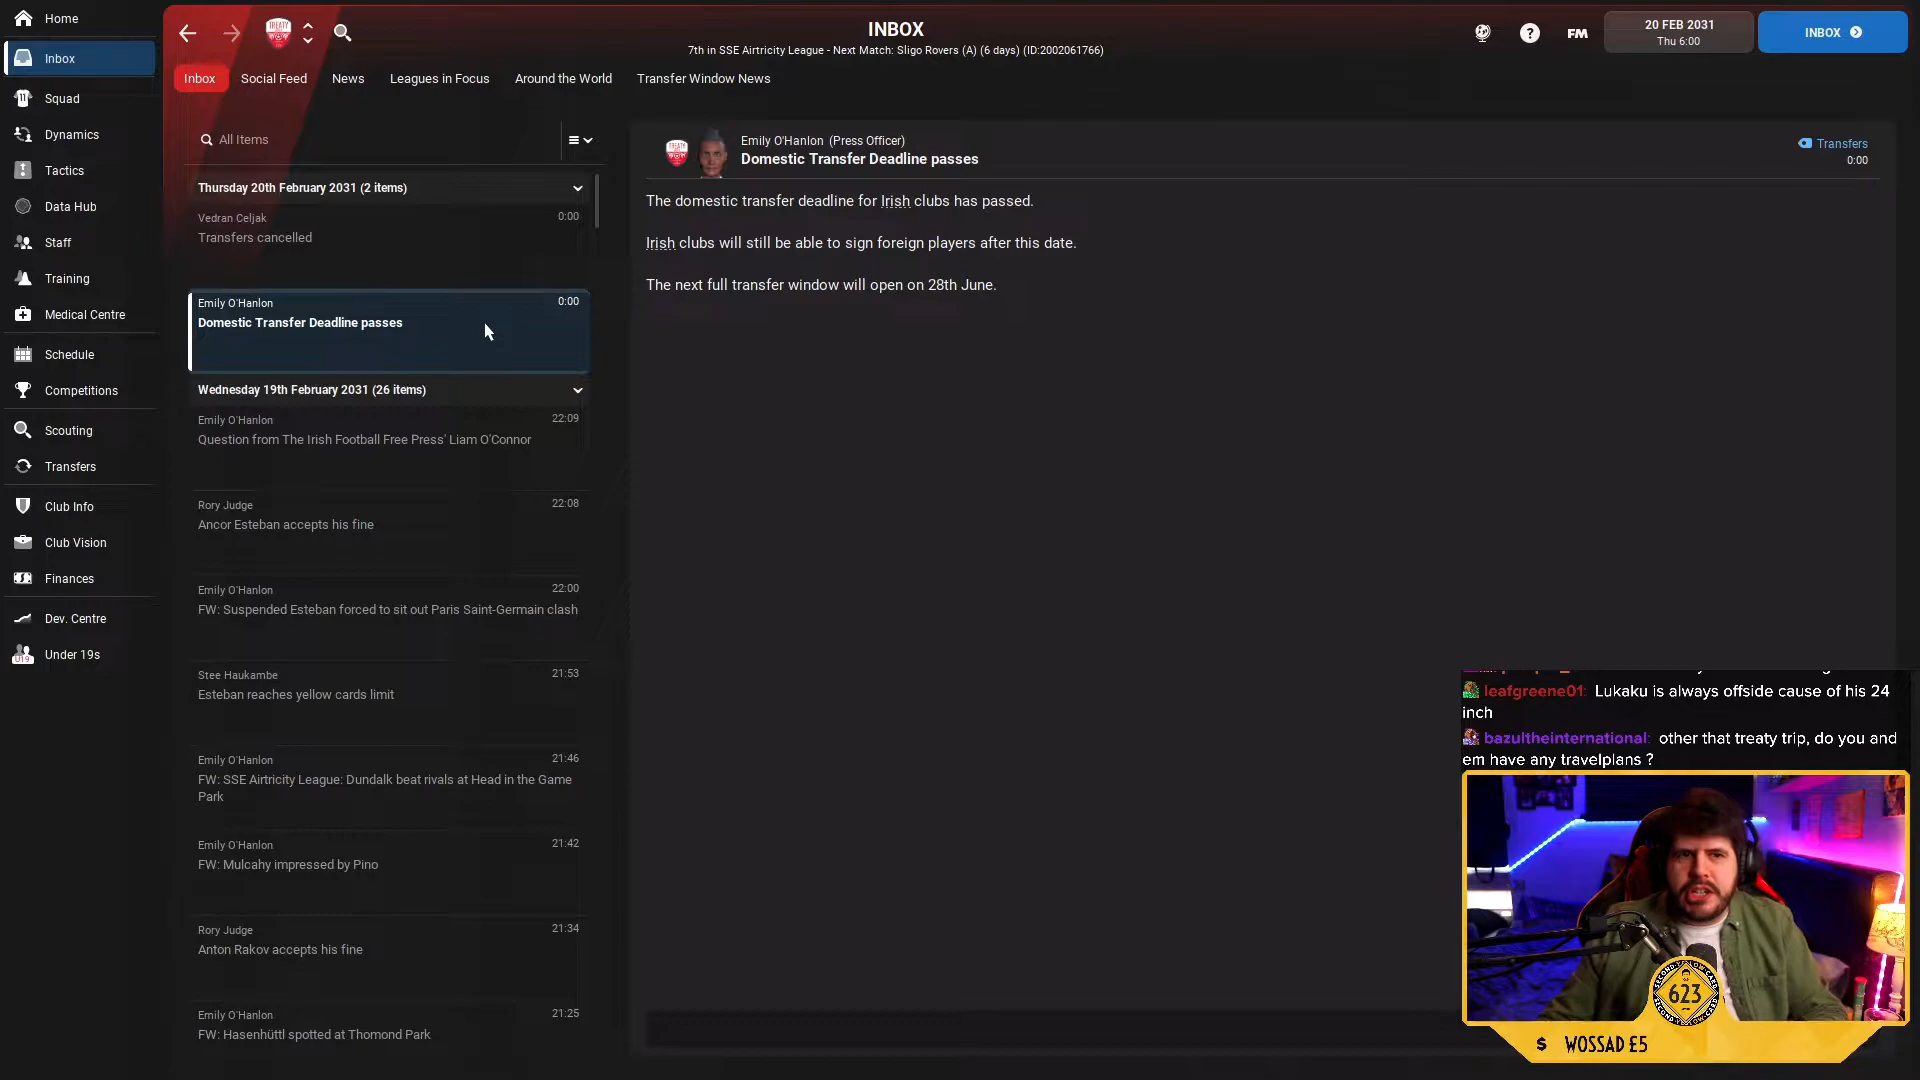 Home
Inbox
Squad
Dynamics
Tactics
Data Hub
Staff
Training
Medical Centre
Schedule
Competitions
Scouting
Transfers
Club Info
Club Vision
Finances
Dev. Centre
Under 19s
U19
TREATY
INBOX
7th in SSE Airtricity League - Next Match: Sligo Rovers (A) (6 days) (ID:2002061766)
?
FM
20 FEB 2031
Thu 6:00
INBOX
Inbox
Social Feed
News
Leagues in Focus
Around the World
Transfer Window News
All Items
Thursday 20th February 2031 (2 items)
Vedran Celjak
0:00
Transfers cancelled
Emily O'Hanlon
0:00
Domestic Transfer Deadline passes
Wednesday 19th February 2031 (26 items)
Emily O'Hanlon
22:09
Question from The Irish Football Free Press' Liam O'Connor
Rory Judge
22:08
Ancor Esteban accepts his fine
Emily O'Hanlon
22:00
FW: Suspended Esteban forced to sit out Paris Saint-Germain clash
Stee Haukambe
21:53
Esteban reaches yellow cards limit
Emily O'Hanlon
21:46
FW: SSE Airtricity League: Dundalk beat rivals at Head in the Game
Park
Emily O'Hanlon
21:42
FW: Mulcahy impressed by Pino
Rory Judge
21:34
Anton Rakov accepts his fine
Emily O'Hanlon
21:25
FW: Hasenhüttl spotted at Thomond Park
TREATY
Emily O'Hanlon (Press Officer)
Domestic Transfer Deadline passes
Transfers
0:00
The domestic transfer deadline for Irish clubs has passed.
Irish clubs will still be able to sign foreign players after this date.
The next full transfer window will open on 28th June.
leafgreene01: Lukaku is always offside cause of his 24
inch
bazultheinternational: other that treaty trip, do you and
em have any travelplans ?
SECOND YELLOW CARD
623
$ WOSSAD £5